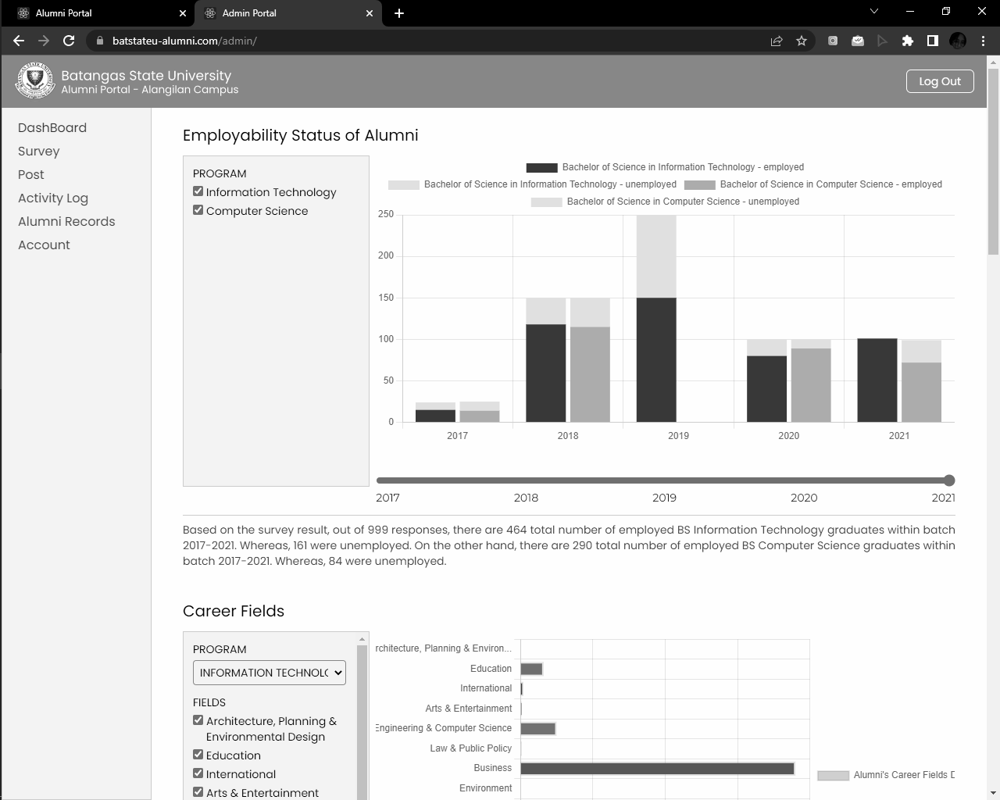 Alumni Portal
Admin Portal
batstateu-alumni.com/admin/
Batangas State University
Alumni Portal - Alangilan Campus
Log Out
DashBoard
Survey
Post
Activity Log
Alumni Records
Account
Employability Status of Alumni
PROGRAM
Information Technology
Computer Science
Bachelor of Science in Information Technology - employed
Bachelor of Science in Information Technology - unemployed
Bachelor of Science in Computer Science - employed
Bachelor of Science in Computer Science - unemployed
250
200
150
100
50
0
2017 2018 2019 2020 2021
2017 2018 2019 2020 2021
Based on the survey result, out of 999 responses, there are 464 total number of employed BS Information Technology graduates within batch
2017-2021. Whereas, 161 were unemployed. On the other hand, there are 290 total number of employed BS Computer Science graduates within
batch 2017-2021. Whereas, 84 were unemployed.
Career Fields
PROGRAM
INFORMATION TECHNOLO
FIELDS
Architecture, Planning &
Environmental Design
Education
International
Arts & Entertainment
rchitecture, Planning & Environ...
Education
International
Arts & Entertainment
Engineering & Computer Science
Law & Public Policy
Business
Environment
Alumni's Career Fields D